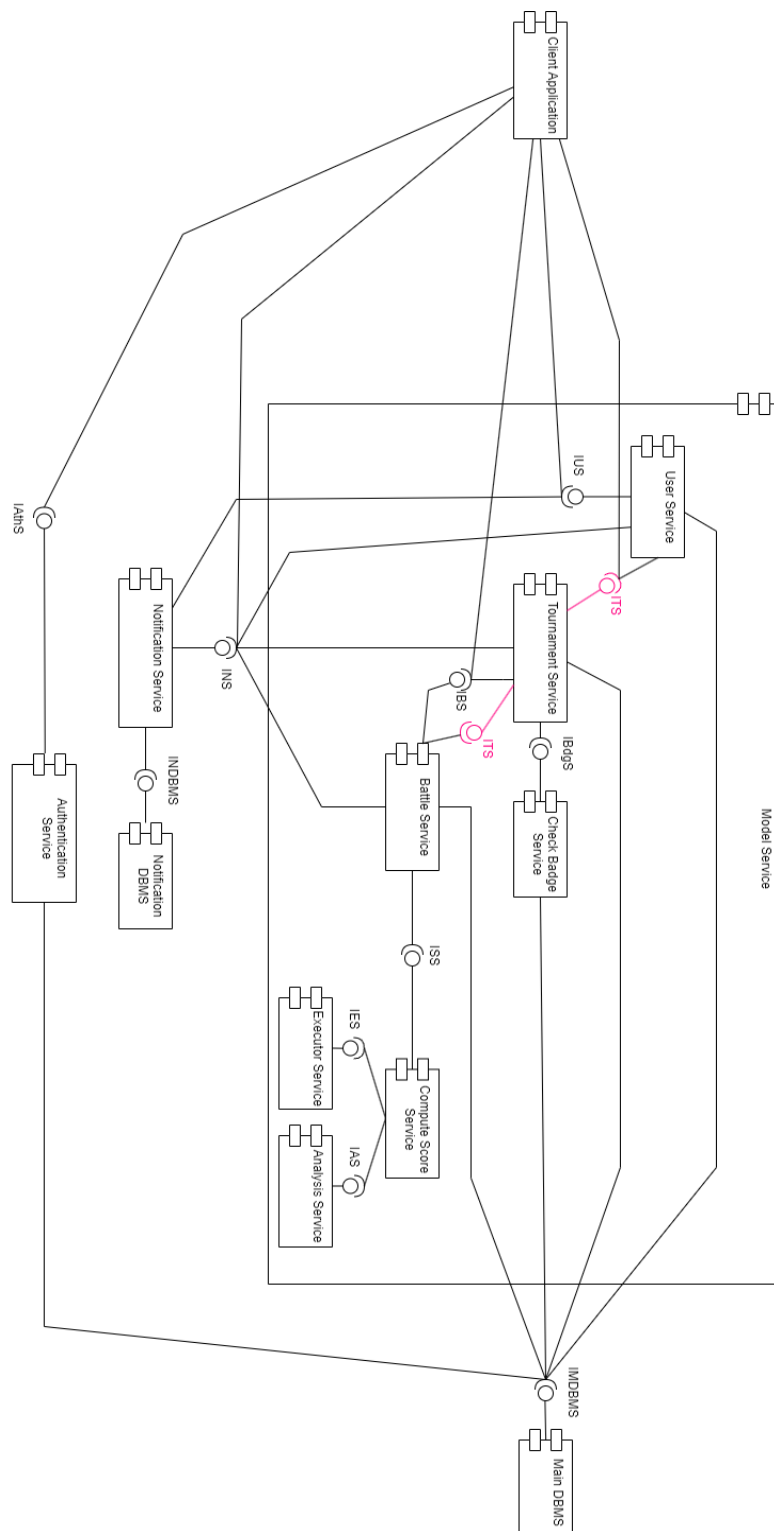 Client Application
IAthS
IUS
User Service
ITS
Notification Service
INS
Tournament Service
IBS
ITS
IBdgS
INDBMS
Battle Service
Check Badge
Service
Model Service
Authentication
Service
Notification
DBMS
ISS
IES
Executor Service
Compute Score
Service
IAS
Analysis Service
IMDBMS
Main DBMS